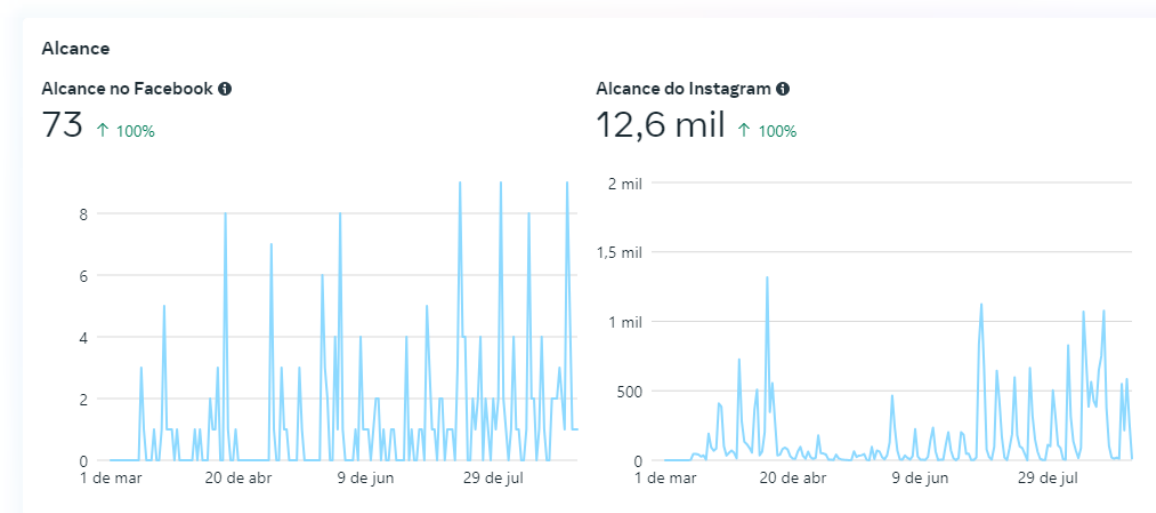 Alcance
Alcance no Facebook
73 ↑ 100%
8
6
4
2
0
1 de mar 20 de abr 9 de jun 29 de jul
Alcance do Instagram
12,6 mil ↑ 100%
2 mil
1,5 mil
1 mil
500
0
1 de mar 20 de abr 9 de jun 29 de jul